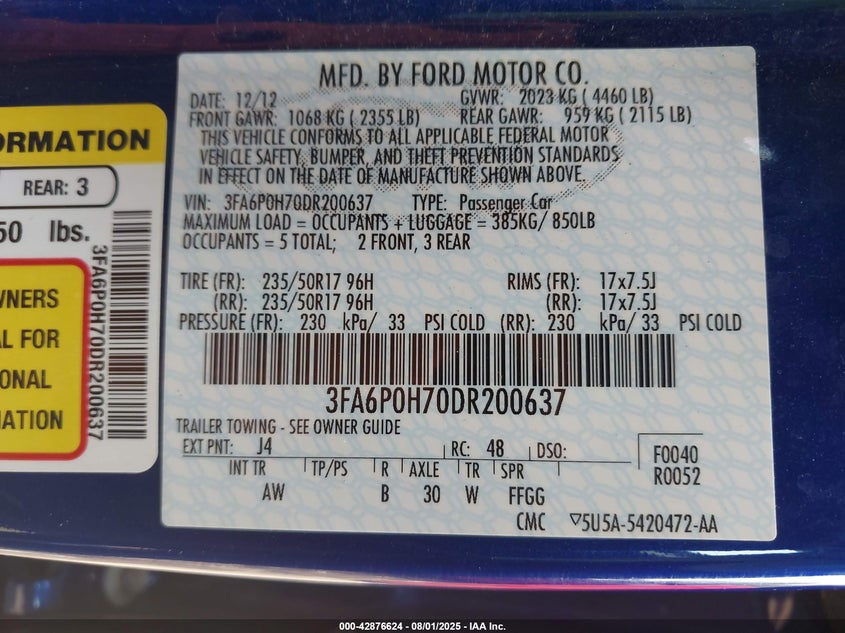 ORMATION
REAR: 3
50 lbs.
WNERS
AL FOR
ONAL
MATION
3FA6P0H70DR200637
MFD. BY FORD MOTOR CO.
DATE: 12/12 GVWR: 2023 KG ( 4460 LB)
FRONT GAWR: 1068 KG ( 2355 LB) REAR GAWR: 959 KG ( 2115 LB)
THIS VEHICLE CONFORMS TO ALL APPLICABLE FEDERAL MOTOR
VEHICLE SAFETY, BUMPER, AND THEFT PREVENTION STANDARDS
IN EFFECT ON THE DATE OF MANUFACTURE SHOWN ABOVE.
VIN: 3FA6P0H70DR200637 TYPE: Passenger Car
MAXIMUM LOAD = OCCUPANTS + LUGGAGE = 385KG/ 850LB
OCCUPANTS = 5 TOTAL; 2 FRONT, 3 REAR
TIRE (FR): 235/50R17 96H RIMS (FR): 17x7.5J
(RR): 235/50R17 96H (RR): 17x7.5J
PRESSURE (FR): 230 kPa/ 33 PSI COLD (RR): 230 kPa/ 33 PSI COLD
3FA6P0H70DR200637
TRAILER TOWING - SEE OWNER GUIDE
EXT PNT: J4 RC: 48 DSO: F0040
R0052
INT TR TP/PS R AXLE TR SPR
AW B 30 W FFGG
CMC ▽5U5A-5420472-AA
000-42876624 - 08/01/2025 - IAA Inc.